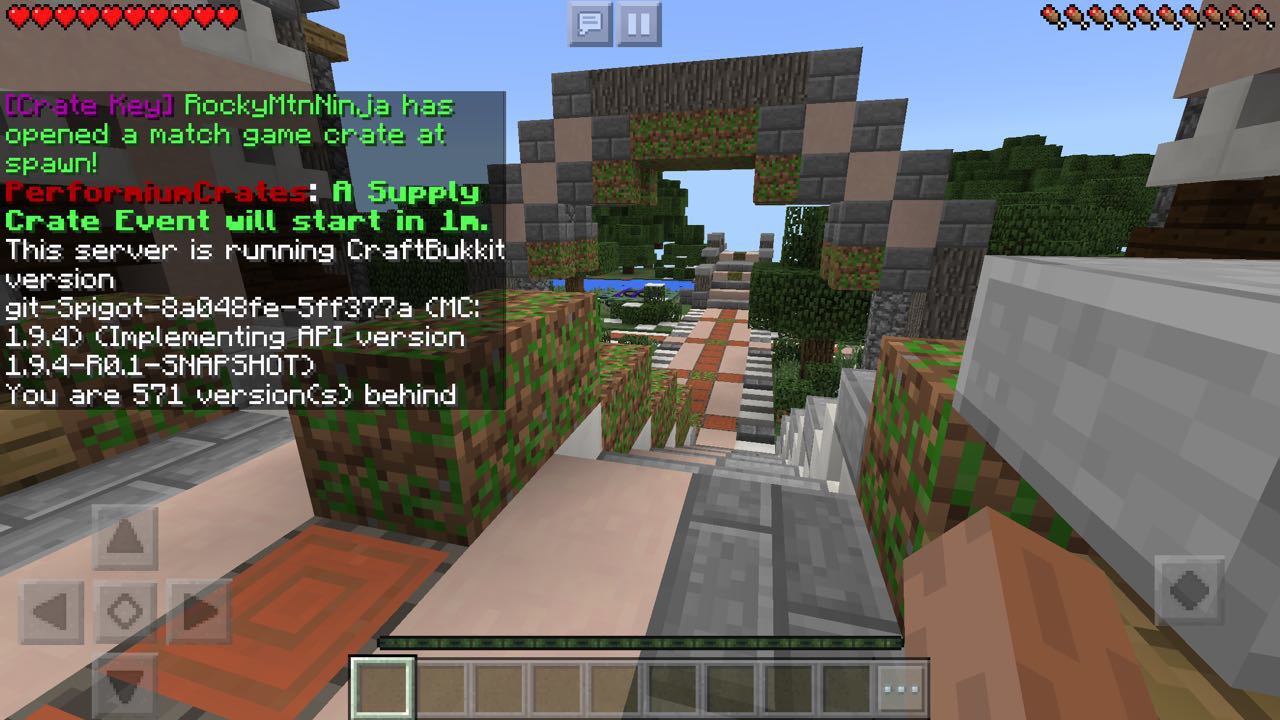 [Crate Key] RockyMtnNinja has
opened a match game crate at
spawn!
PerformiumCrates: A Supply
Crate Event will start in 1m.
This server is running CraftBukkit
version
git-Spigot-8a048fe-5ff377a (MC:
1.9.4) (Implementing API version
1.9.4-R0.1-SNAPSHOT)
You are 571 version(s) behind